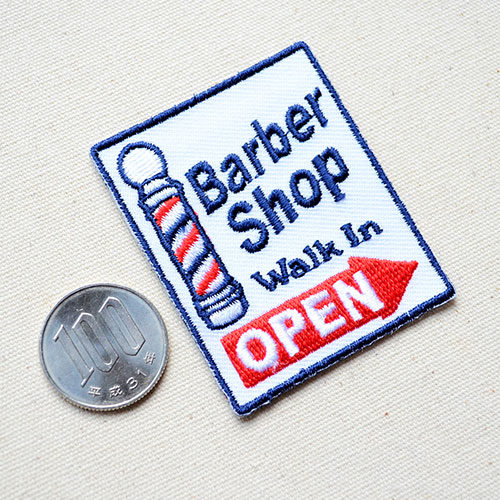 Barber
Shop
Walk In
OPEN
100
平成31年